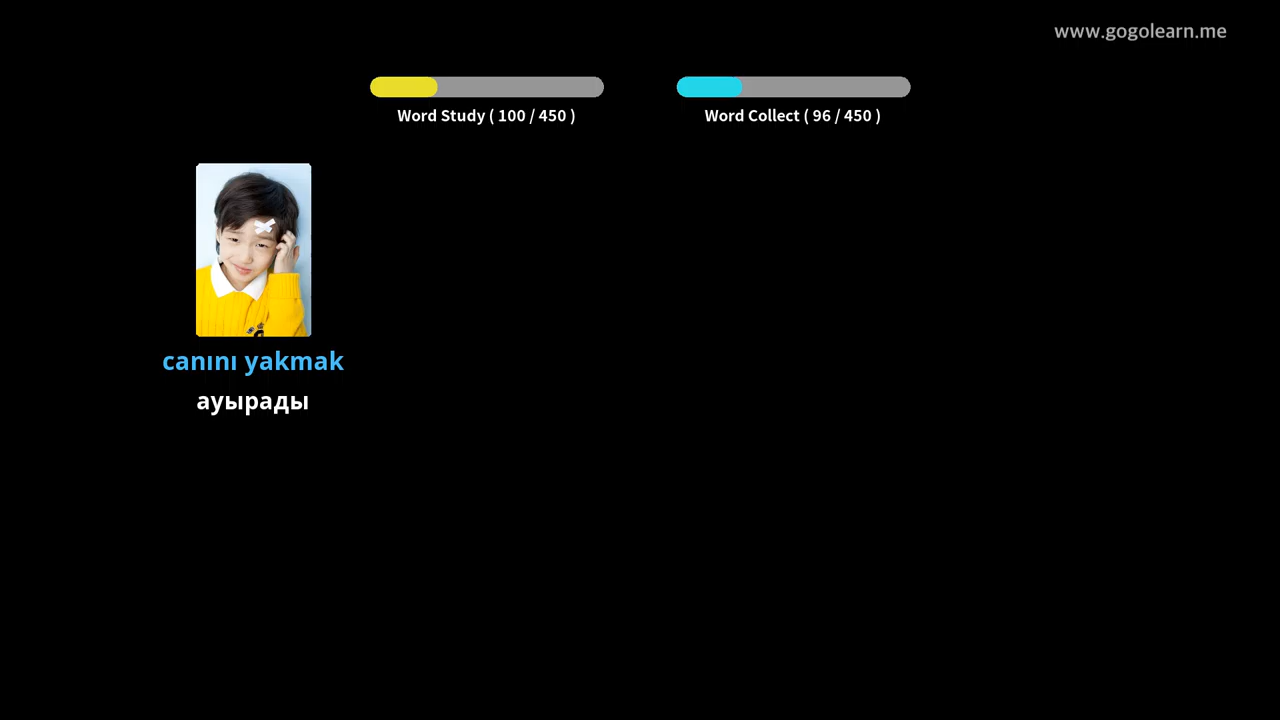 www.gogolearn.me
Word Study ( 100 / 450 )
Word Collect ( 96 / 450 )
canını yakmak
ауырады